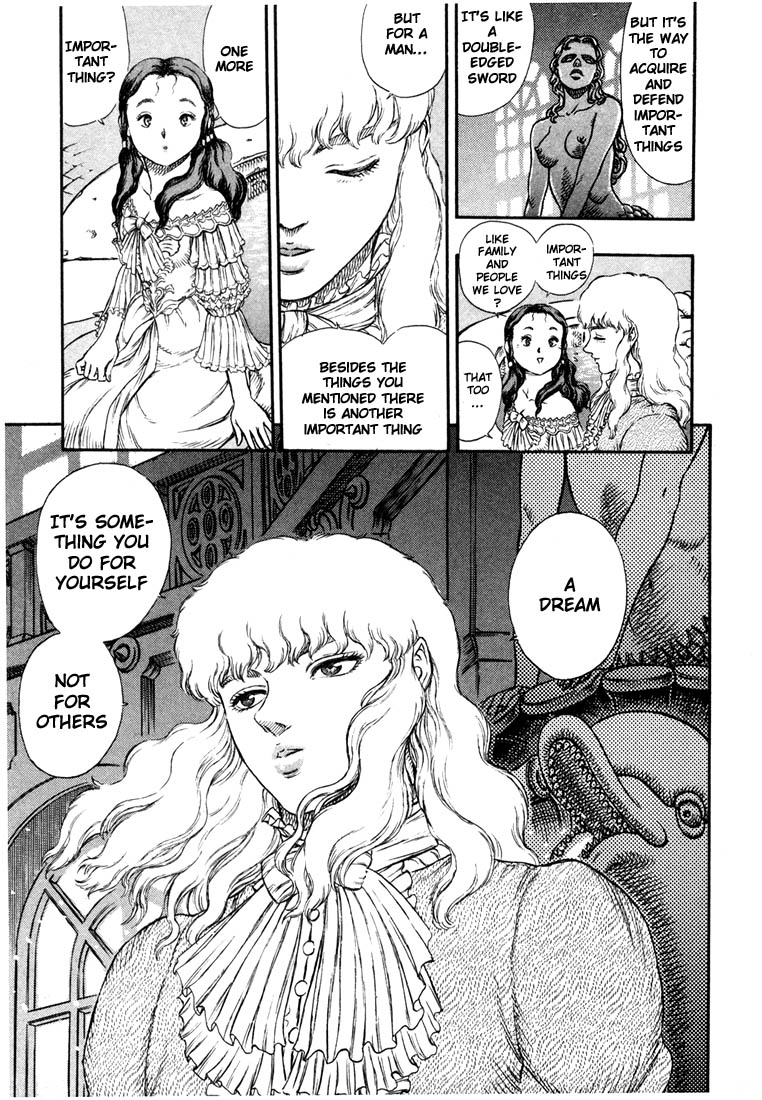 BUT IT'S
THE WAY
TO
ACQUIRE
AND
DEFEND
IMPOR-
TANT
THINGS
IT'S LIKE
A
DOUBLE-
EDGED
SWORD
IMPOR-
TANT
THINGS
LIKE
FAMILY
AND
PEOPLE
WE LOVE
?
THAT
TOO
...
BUT
FOR A
MAN...
BESIDES THE
THINGS YOU
MENTIONED THERE
IS ANOTHER
IMPORTANT THING
ONE
MORE
IMPOR-
TANT
THING?
A
DREAM
IT'S SOME-
THING YOU
DO FOR
YOURSELF
NOT
FOR
OTHERS